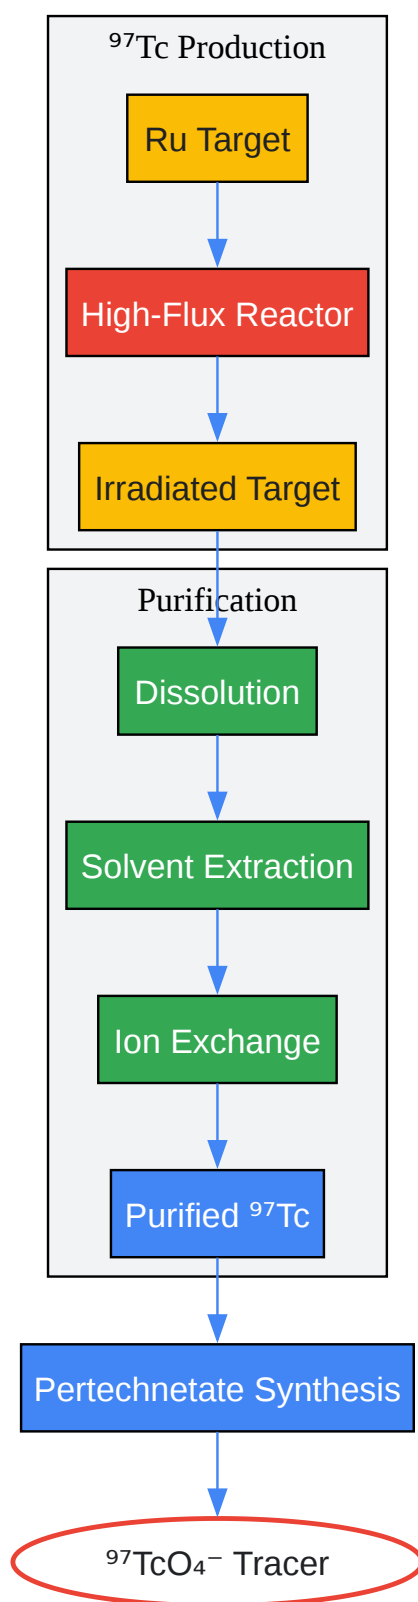 ⁹⁷Tc Production
Ru Target
High-Flux Reactor
Irradiated Target
Purification
Dissolution
Solvent Extraction
Ion Exchange
Purified ⁹⁷Tc
Pertechnetate Synthesis
⁹⁷TcO₄⁻ Tracer